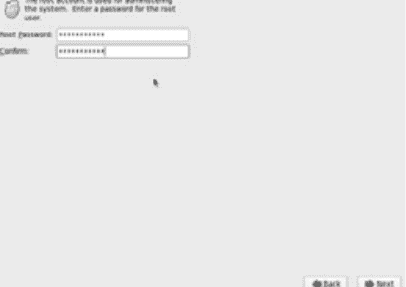 The root account is used for administering
the system. Enter a password for the root
user.
Root Password: ***********
Confirm: ***********
Back Next